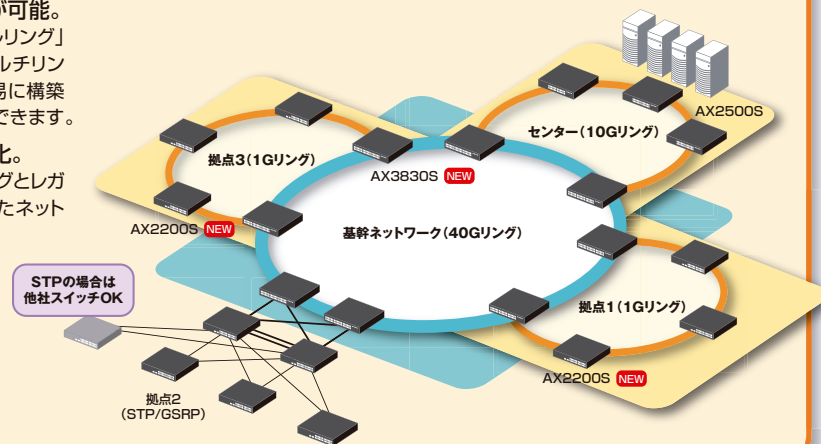 が可能。
リング」
ルチリン
易に構築
できます。
化。
グとレガ
たネット
AX2500S
センター（10Gリング）
拠点3（1Gリング）
AX3830S NEW
AX2200S NEW
基幹ネットワーク（40Gリング）
STPの場合は
他社スイッチOK
拠点1（1Gリング）
AX2200S NEW
拠点2
（STP/GSRP）